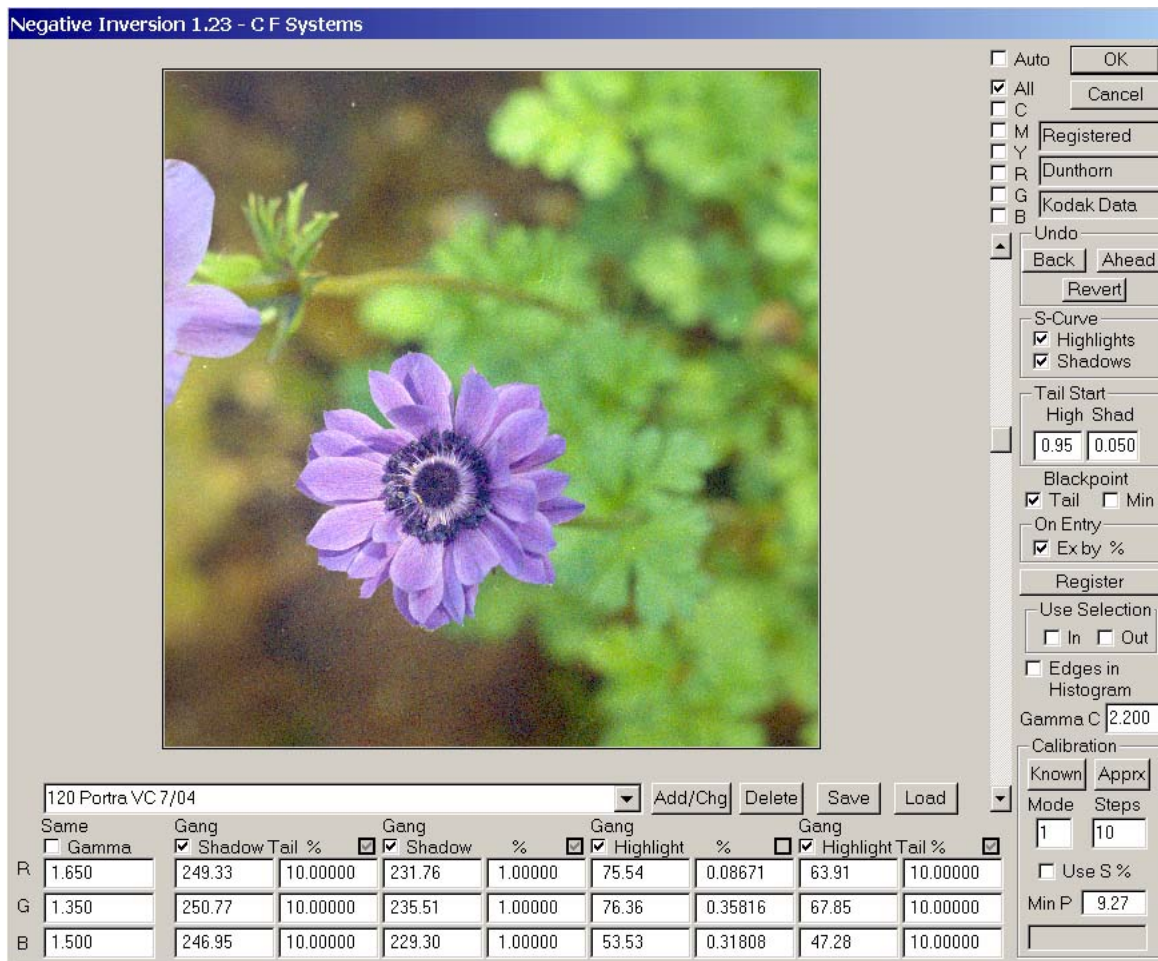 Negative Inversion 1.23 - C F Systems
Auto
OK
All
Cancel
C
M
Registered
Y
R
Dunthorn
G
Kodak Data
B
Undo
Back Ahead
Revert
S-Curve
Highlights
Shadows
Tail Start
High Shad
0.95 0.050
Blackpoint
Tail Min
On Entry
Ex by %
Register
Use Selection
In Out
Edges in
Histogram
Gamma C 2.200
Calibration
Known Apprx
Mode Steps
1 10
Use S %
Min P 9.27
120 Portra VC 7/04 Add/Chg Delete Save Load
Same Gang Gang Gang Gang
Gamma Shadow Tail % Shadow % Highlight % Highlight Tail %
R 1.650 249.33 10.00000 231.76 1.00000 75.54 0.08671 63.91 10.00000
G 1.350 250.77 10.00000 235.51 1.00000 76.36 0.35816 67.85 10.00000
B 1.500 246.95 10.00000 229.30 1.00000 53.53 0.31808 47.28 10.00000